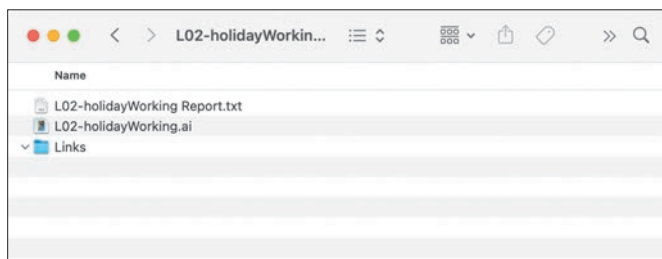 L02-holidayWorkin...
Name
L02-holidayWorking Report.txt
L02-holidayWorking.ai
Links